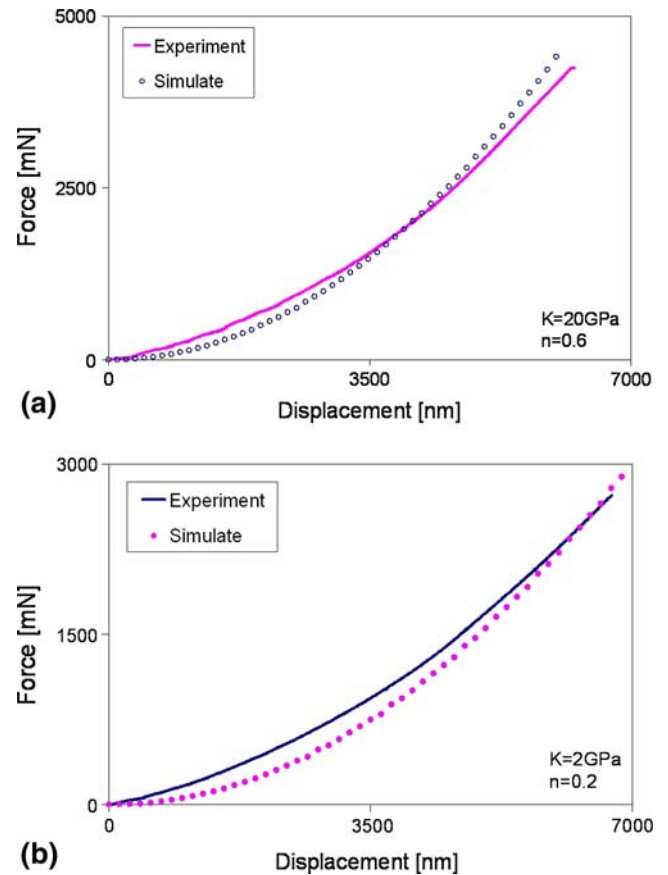 5000
Experiment
Simulate
Force [mN]
2500
K=20GPa
n=0.6
0
0
3500
7000
(a)
Displacement [nm]
3000
Experiment
Simulate
Force [mN]
1500
K=2GPa
n=0.2
0
0
3500
7000
(b)
Displacement [nm]